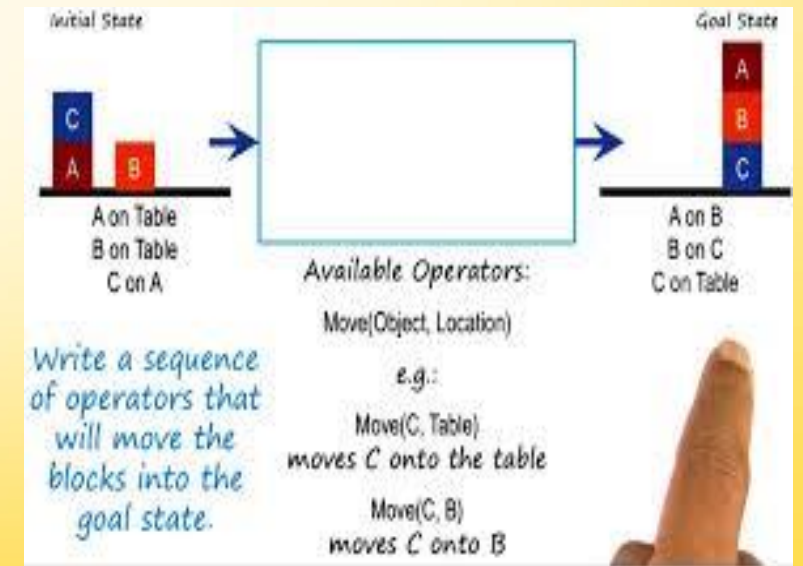 Initial State
Goal State
C
A
B
A
B
C
A on Table
B on Table
C on A
A on B
B on C
C on Table
Available Operators:
Move(Object, Location)
e.g.:
Move(C, Table)
moves C onto the table
Move(C, B)
moves C onto B
Write a sequence
of operators that
will move the
blocks into the
goal state.